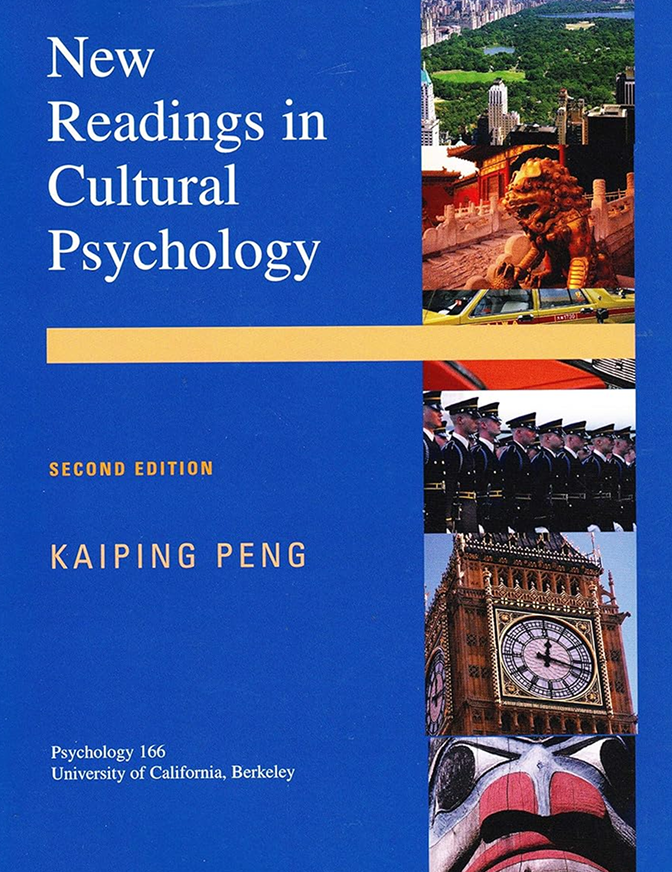 New
Readings in
Cultural
Psychology
SECOND EDITION
KAIPING PENG
Psychology 166
University of California, Berkeley